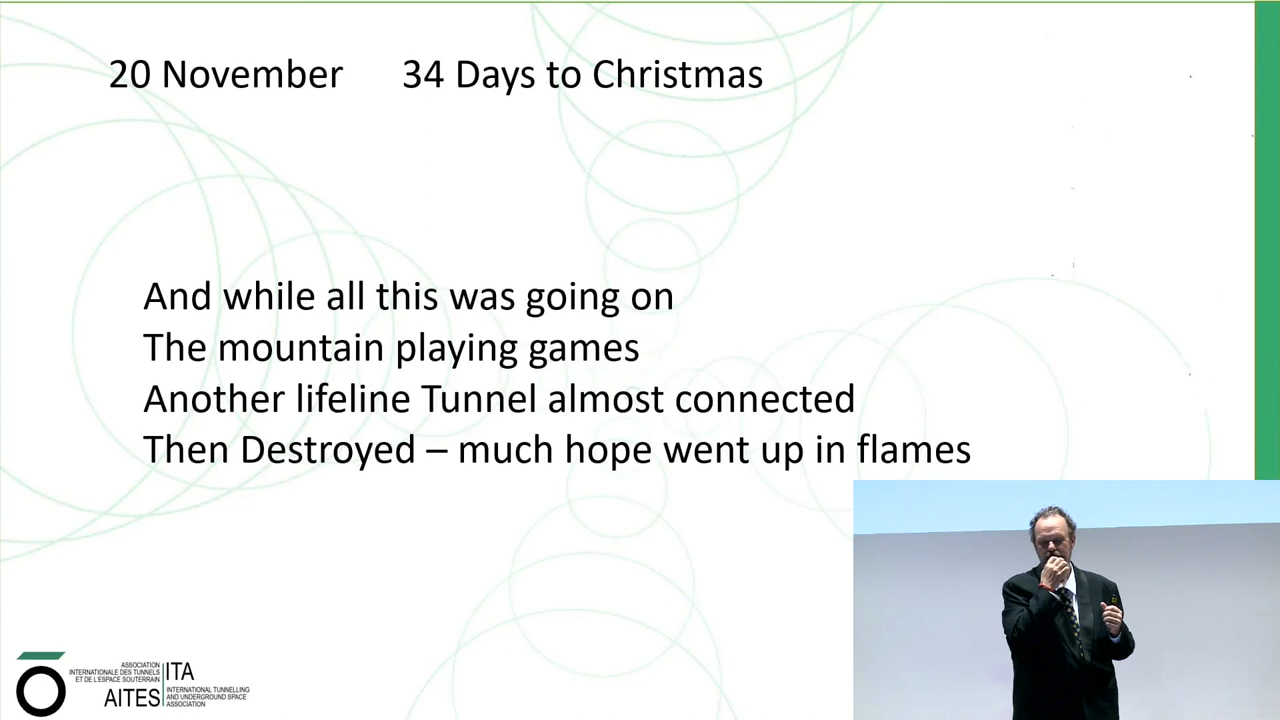 20 November 34 Days to Christmas
And while all this was going on
The mountain playing games
Another lifeline Tunnel almost connected
Then Destroyed – much hope went up in flames
ASSOCIATION
INTERNATIONALE DES TUNNELS
ET DE L'ESPACE SOUTERRAIN
AITES
ITA
INTERNATIONAL TUNNELLING
AND UNDERGROUND SPACE
ASSOCIATION